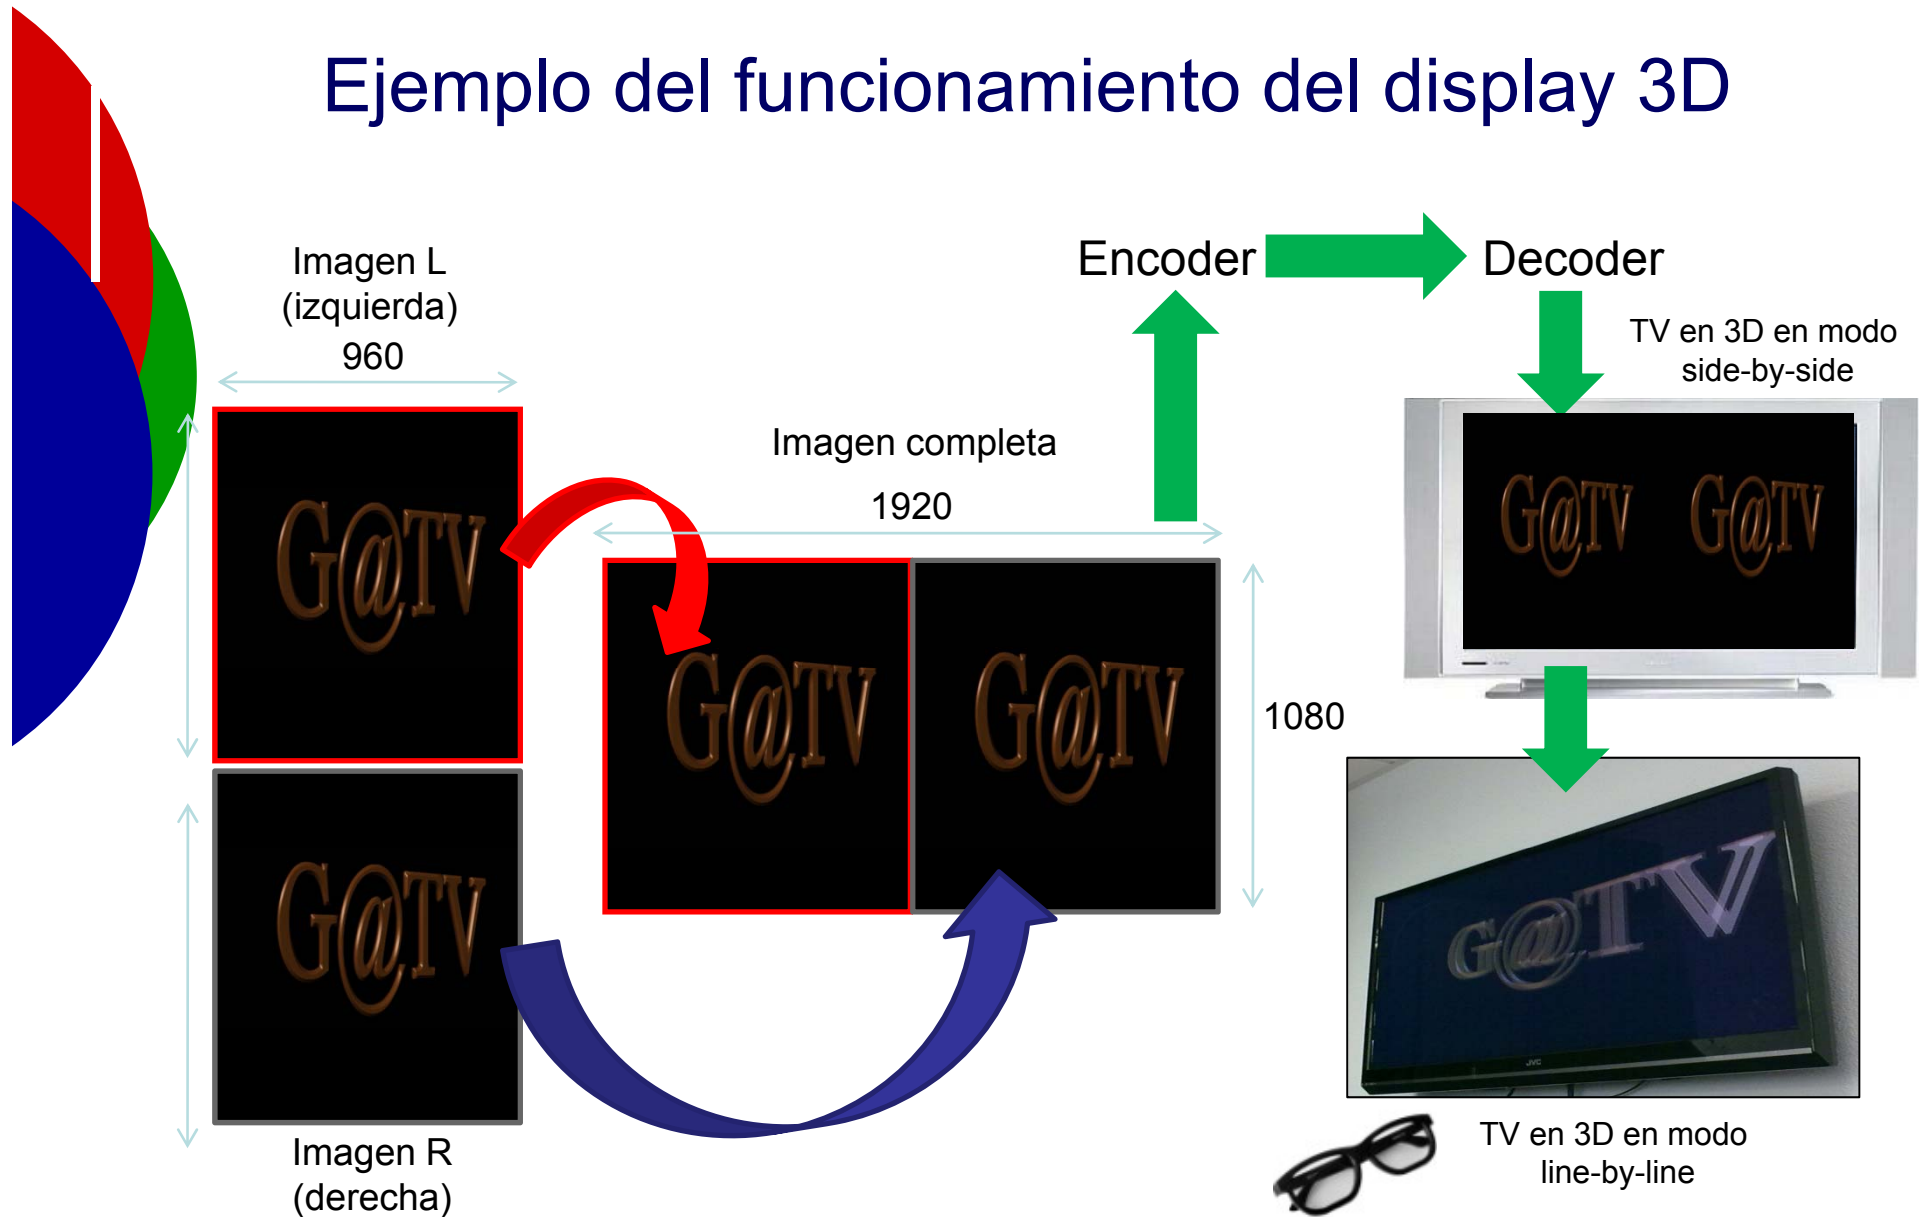 Ejemplo del funcionamiento del display 3D
Imagen L
(izquierda)
960
G@TV
G@TV
Imagen R
(derecha)
Imagen completa
1920
G@TV
G@TV
1080
Encoder
Decoder
TV en 3D en modo
side-by-side
G@TV G@TV
G@TV
JVC
TV en 3D en modo
line-by-line